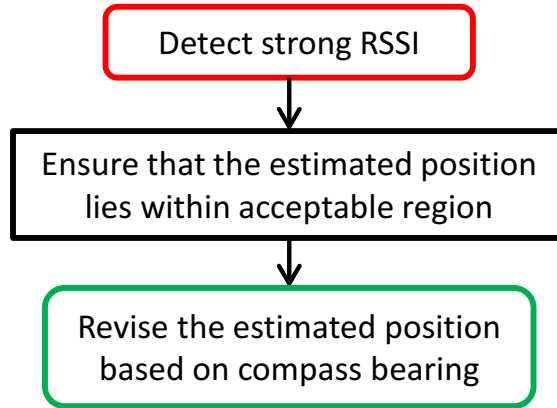 Detect strong RSSI
Ensure that the estimated position
lies within acceptable region
Revise the estimated position
based on compass bearing